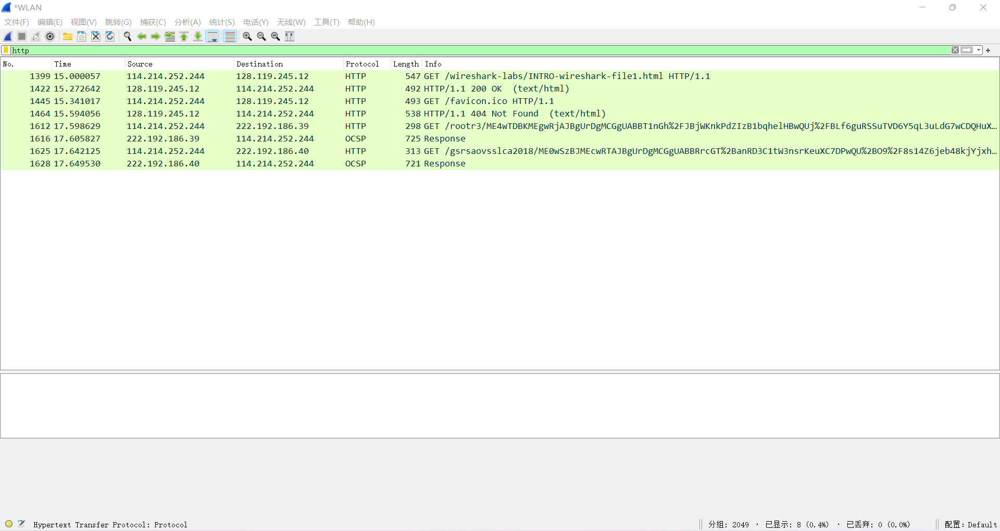 *WLAN
文件(F) 编辑(E) 视图(V) 跳转(G) 捕获(C) 分析(A) 统计(S) 电话(Y) 无线(W) 工具(T) 帮助(H)
http
No. Time Source Destination Protocol Length Info
1399 15.000057 114.214.252.244 128.119.245.12 HTTP 547 GET /wireshark-labs/INTRO-wireshark-file1.html HTTP/1.1
1422 15.272642 128.119.245.12 114.214.252.244 HTTP 492 HTTP/1.1 200 OK (text/html)
1445 15.341017 114.214.252.244 128.119.245.12 HTTP 493 GET /favicon.ico HTTP/1.1
1464 15.594056 128.119.245.12 114.214.252.244 HTTP 538 HTTP/1.1 404 Not Found (text/html)
1612 17.598629 114.214.252.244 222.192.186.39 HTTP 298 GET /rootr3/ME4wTDBKMEgwRjAJBgUrDgMCGgUABBT1nGh%2FJBjWKnkPdZIzB1bqhelHBwQUj%2FBLf6guRSSuTVD6Y5qL3uLdG7wCDQHuX…
1616 17.605827 222.192.186.39 114.214.252.244 OCSP 725 Response
1625 17.642125 114.214.252.244 222.192.186.40 HTTP 313 GET /gsrsaovsslca2018/ME0wSzBJMEcwRTAJBgUrDgMCGgUABBRrcGT%2BanRD3C1tW3nsrKeuXC7DPwQU%2BO9%2F8s14Z6jeb48kjYjxh…
1628 17.649530 222.192.186.40 114.214.252.244 OCSP 721 Response
Hypertext Transfer Protocol: Protocol 分组: 2049 · 已显示: 8 (0.4%) · 已丢弃: 0 (0.0%) 配置: Default